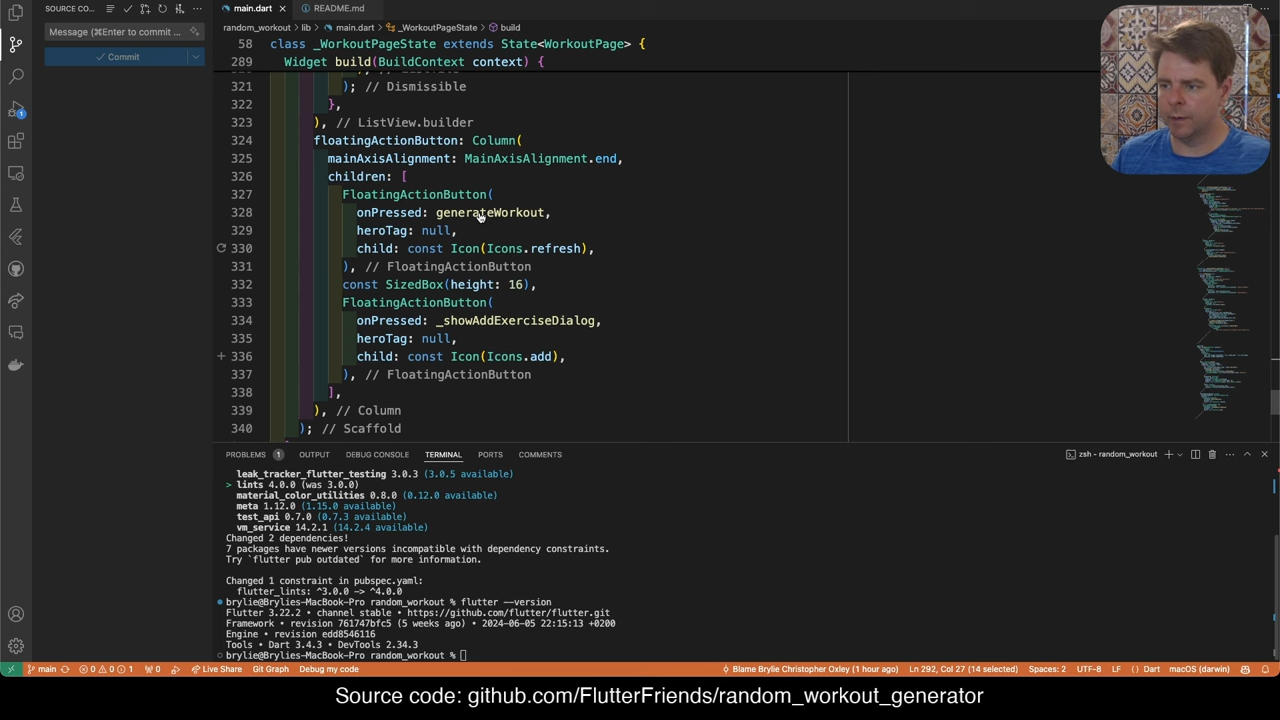 SOURCE CO...
main.dart
README.md
random_workout > lib > main.dart > _WorkoutPageState > build
Message (⌘Enter to commit ...
Commit
58 class _WorkoutPageState extends State<WorkoutPage> {
289 Widget build(BuildContext context) {
321 ); // Dismissible
322 },
323 ), // ListView.builder
324 floatingActionButton: Column(
325 mainAxisAlignment: MainAxisAlignment.end,
326 children: [
327 FloatingActionButton(
328 onPressed: generateWorkout,
329 heroTag: null,
330 child: const Icon(Icons.refresh),
331 ), // FloatingActionButton
332 const SizedBox(height: 16),
333 FloatingActionButton(
334 onPressed: _showAddExerciseDialog,
335 heroTag: null,
336 child: const Icon(Icons.add),
337 ), // FloatingActionButton
338 ],
339 ), // Column
340 ); // Scaffold
PROBLEMS 1 OUTPUT DEBUG CONSOLE TERMINAL PORTS COMMENTS
zsh - random_workout
leak_tracker_flutter_testing 3.0.3 (3.0.5 available)
> lints 4.0.0 (was 3.0.0)
material_color_utilities 0.8.0 (0.12.0 available)
meta 1.12.0 (1.15.0 available)
test_api 0.7.0 (0.7.3 available)
vm_service 14.2.1 (14.2.4 available)
Changed 2 dependencies!
7 packages have newer versions incompatible with dependency constraints.
Try `flutter pub outdated` for more information.
Changed 1 constraint in pubspec.yaml:
flutter_lints: ^3.0.0 -> ^4.0.0
brylie@Brylies-MacBook-Pro random_workout % flutter --version
Flutter 3.22.2 • channel stable • https://github.com/flutter/flutter.git
Framework • revision 761747bfc5 (5 weeks ago) • 2024-06-05 22:15:13 +0200
Engine • revision edd8546116
Tools • Dart 3.4.3 • DevTools 2.34.3
brylie@Brylies-MacBook-Pro random_workout %
main 0 0 1 0 Live Share Git Graph Debug my code
Blame Brylie Christopher Oxley (1 hour ago) Ln 292, Col 27 (14 selected) Spaces: 2 UTF-8 LF {} Dart macOS (darwin)
Source code: github.com/FlutterFriends/random_workout_generator